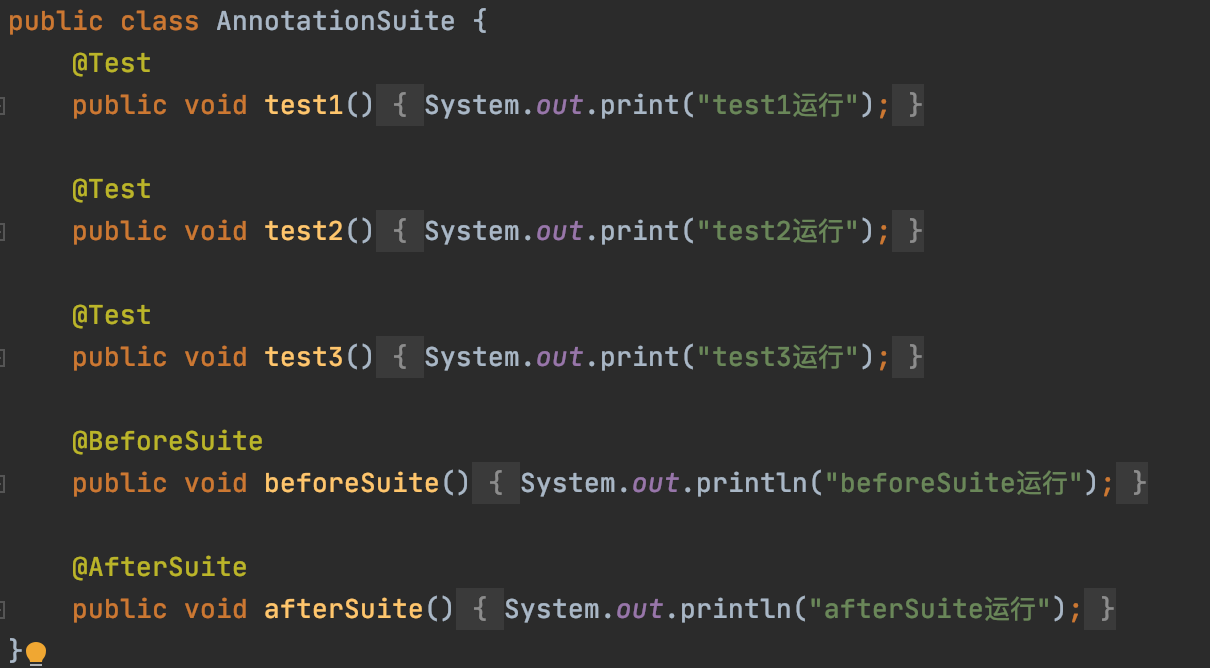 public class AnnotationSuite {
@Test
public void test1() { System.out.print("test1运行"); }
@Test
public void test2() { System.out.print("test2运行"); }
@Test
public void test3() { System.out.print("test3运行"); }
@BeforeSuite
public void beforeSuite() { System.out.println("beforeSuite运行"); }
@AfterSuite
public void afterSuite() { System.out.println("afterSuite运行"); }
}